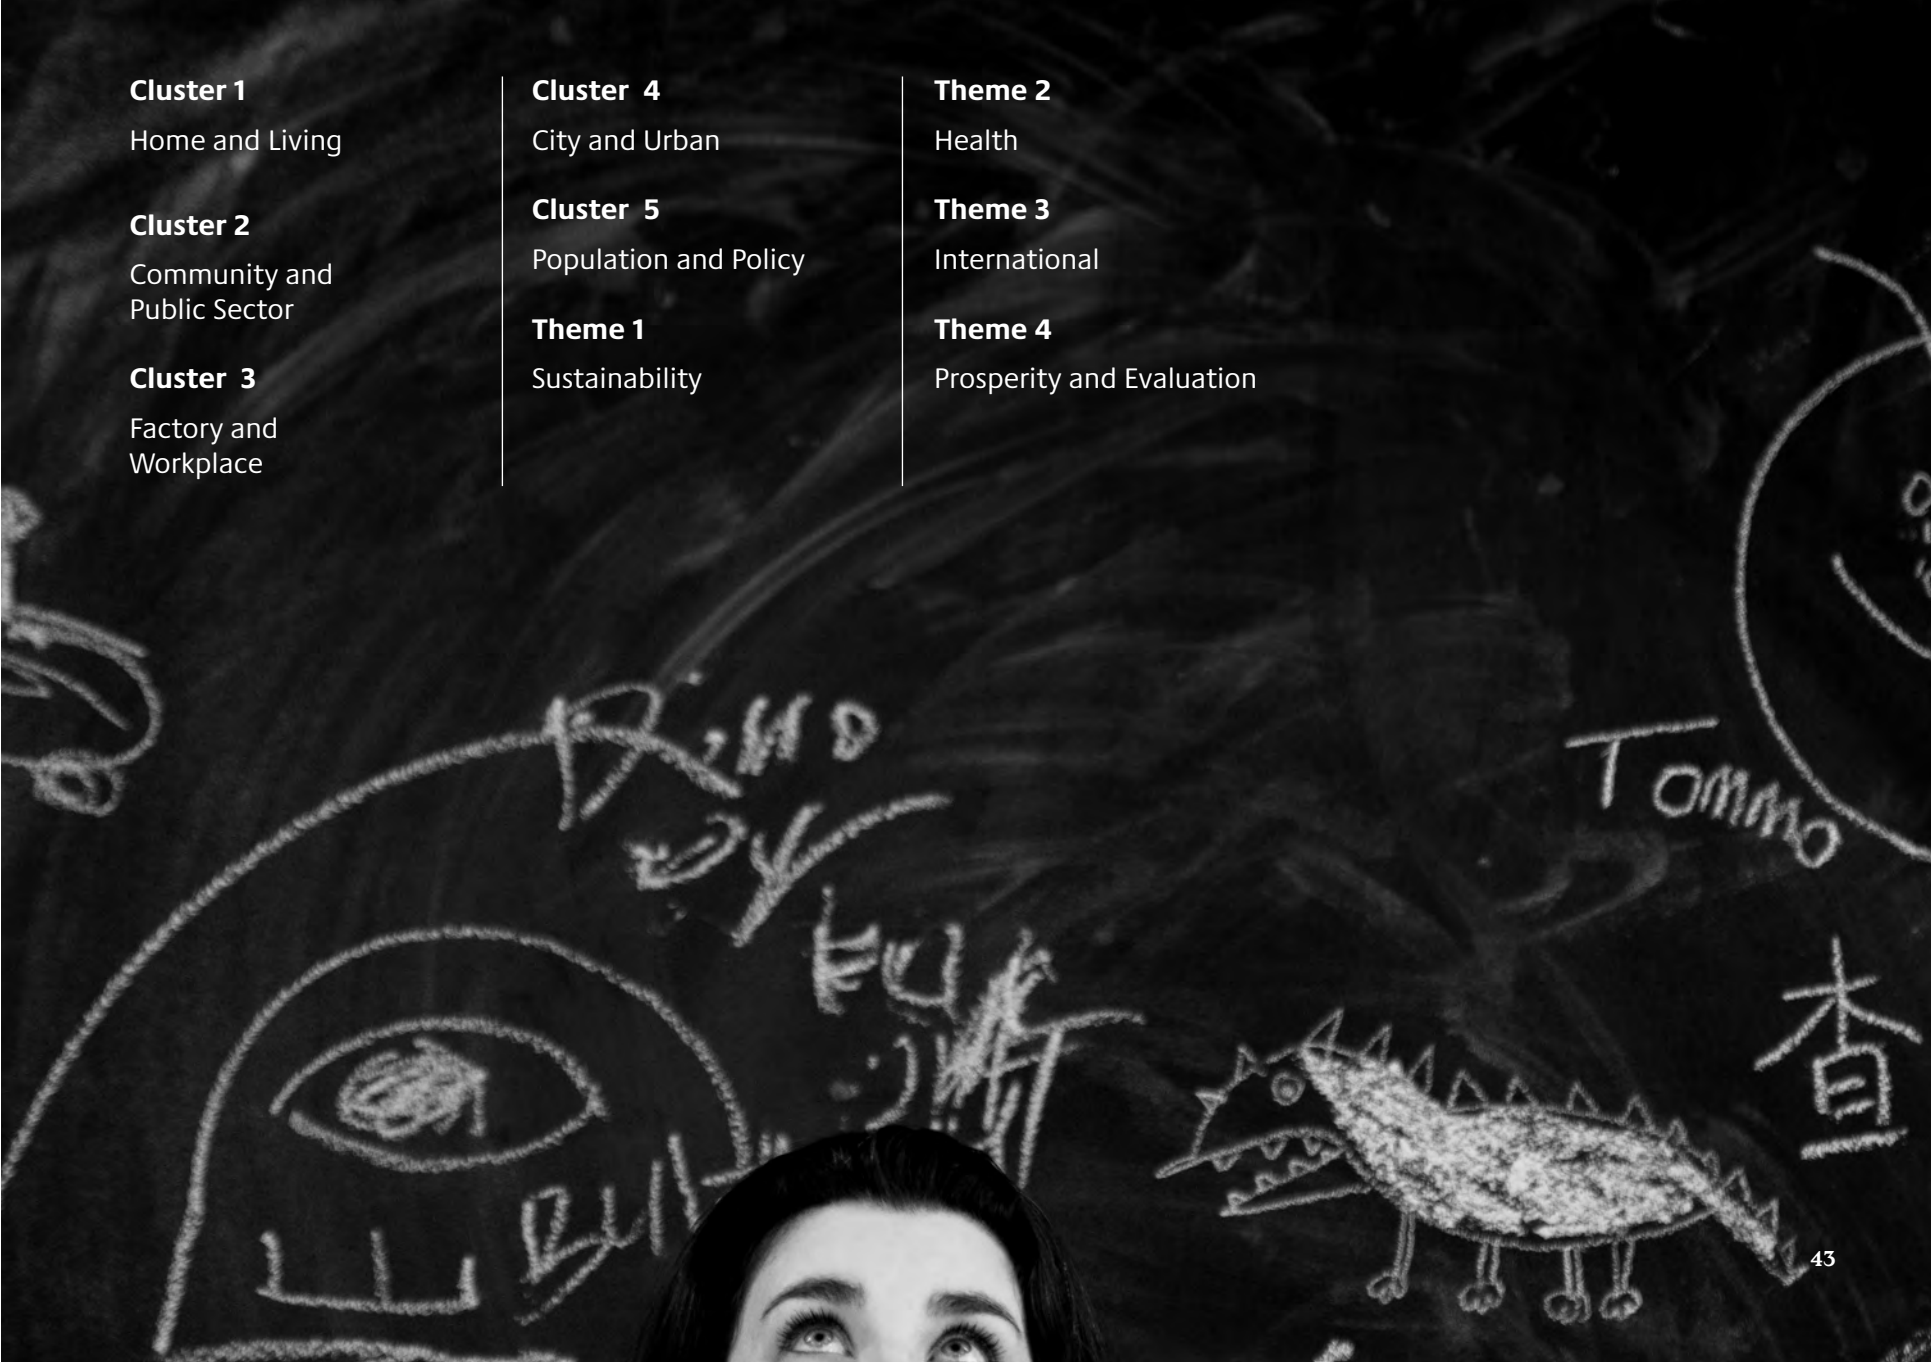 Cluster 1
Home and Living
Cluster 2
Community and
Public Sector
Cluster 3
Factory and
Workplace
Cluster 4
City and Urban
Cluster 5
Population and Policy
Theme 1
Sustainability
Theme 2
Health
Theme 3
International
Theme 4
Prosperity and Evaluation
Tommo
查
43